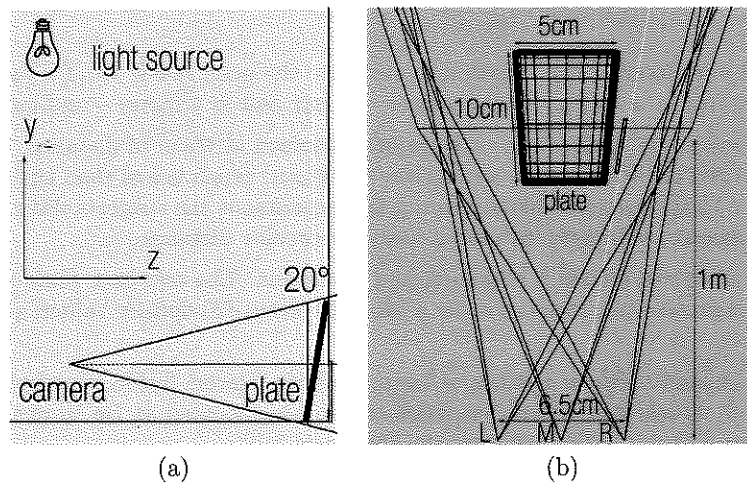 light source
y
z
20°
camera
plate
(a)
5cm
10cm
plate
1m
6.5cm
L
M
R
(b)